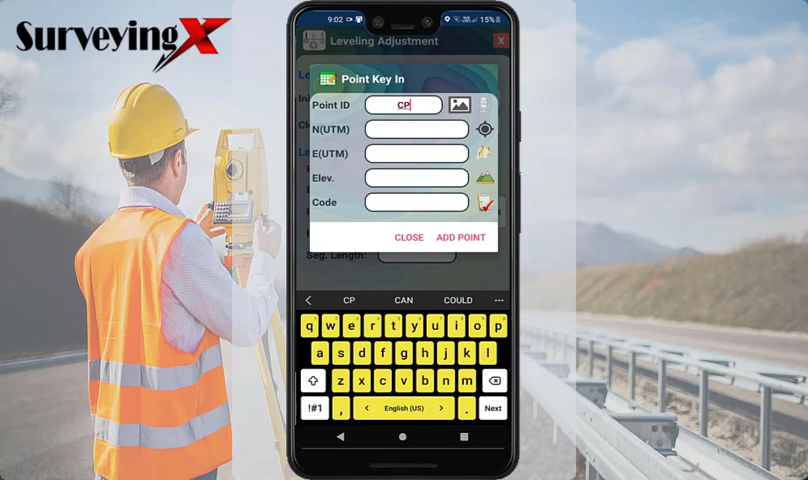 SurveyingX
9:02
15%
Leveling Adjustment
X
Point Key In
Point ID
CP
N(UTM)
E(UTM)
Elev.
Code
CLOSE
ADD POINT
Seg. Length:
CP
CAN
COULD
q w e r t y u i o p
a s d f g h j k l
z x c v b n m
!#1 , < English (US) > . Next